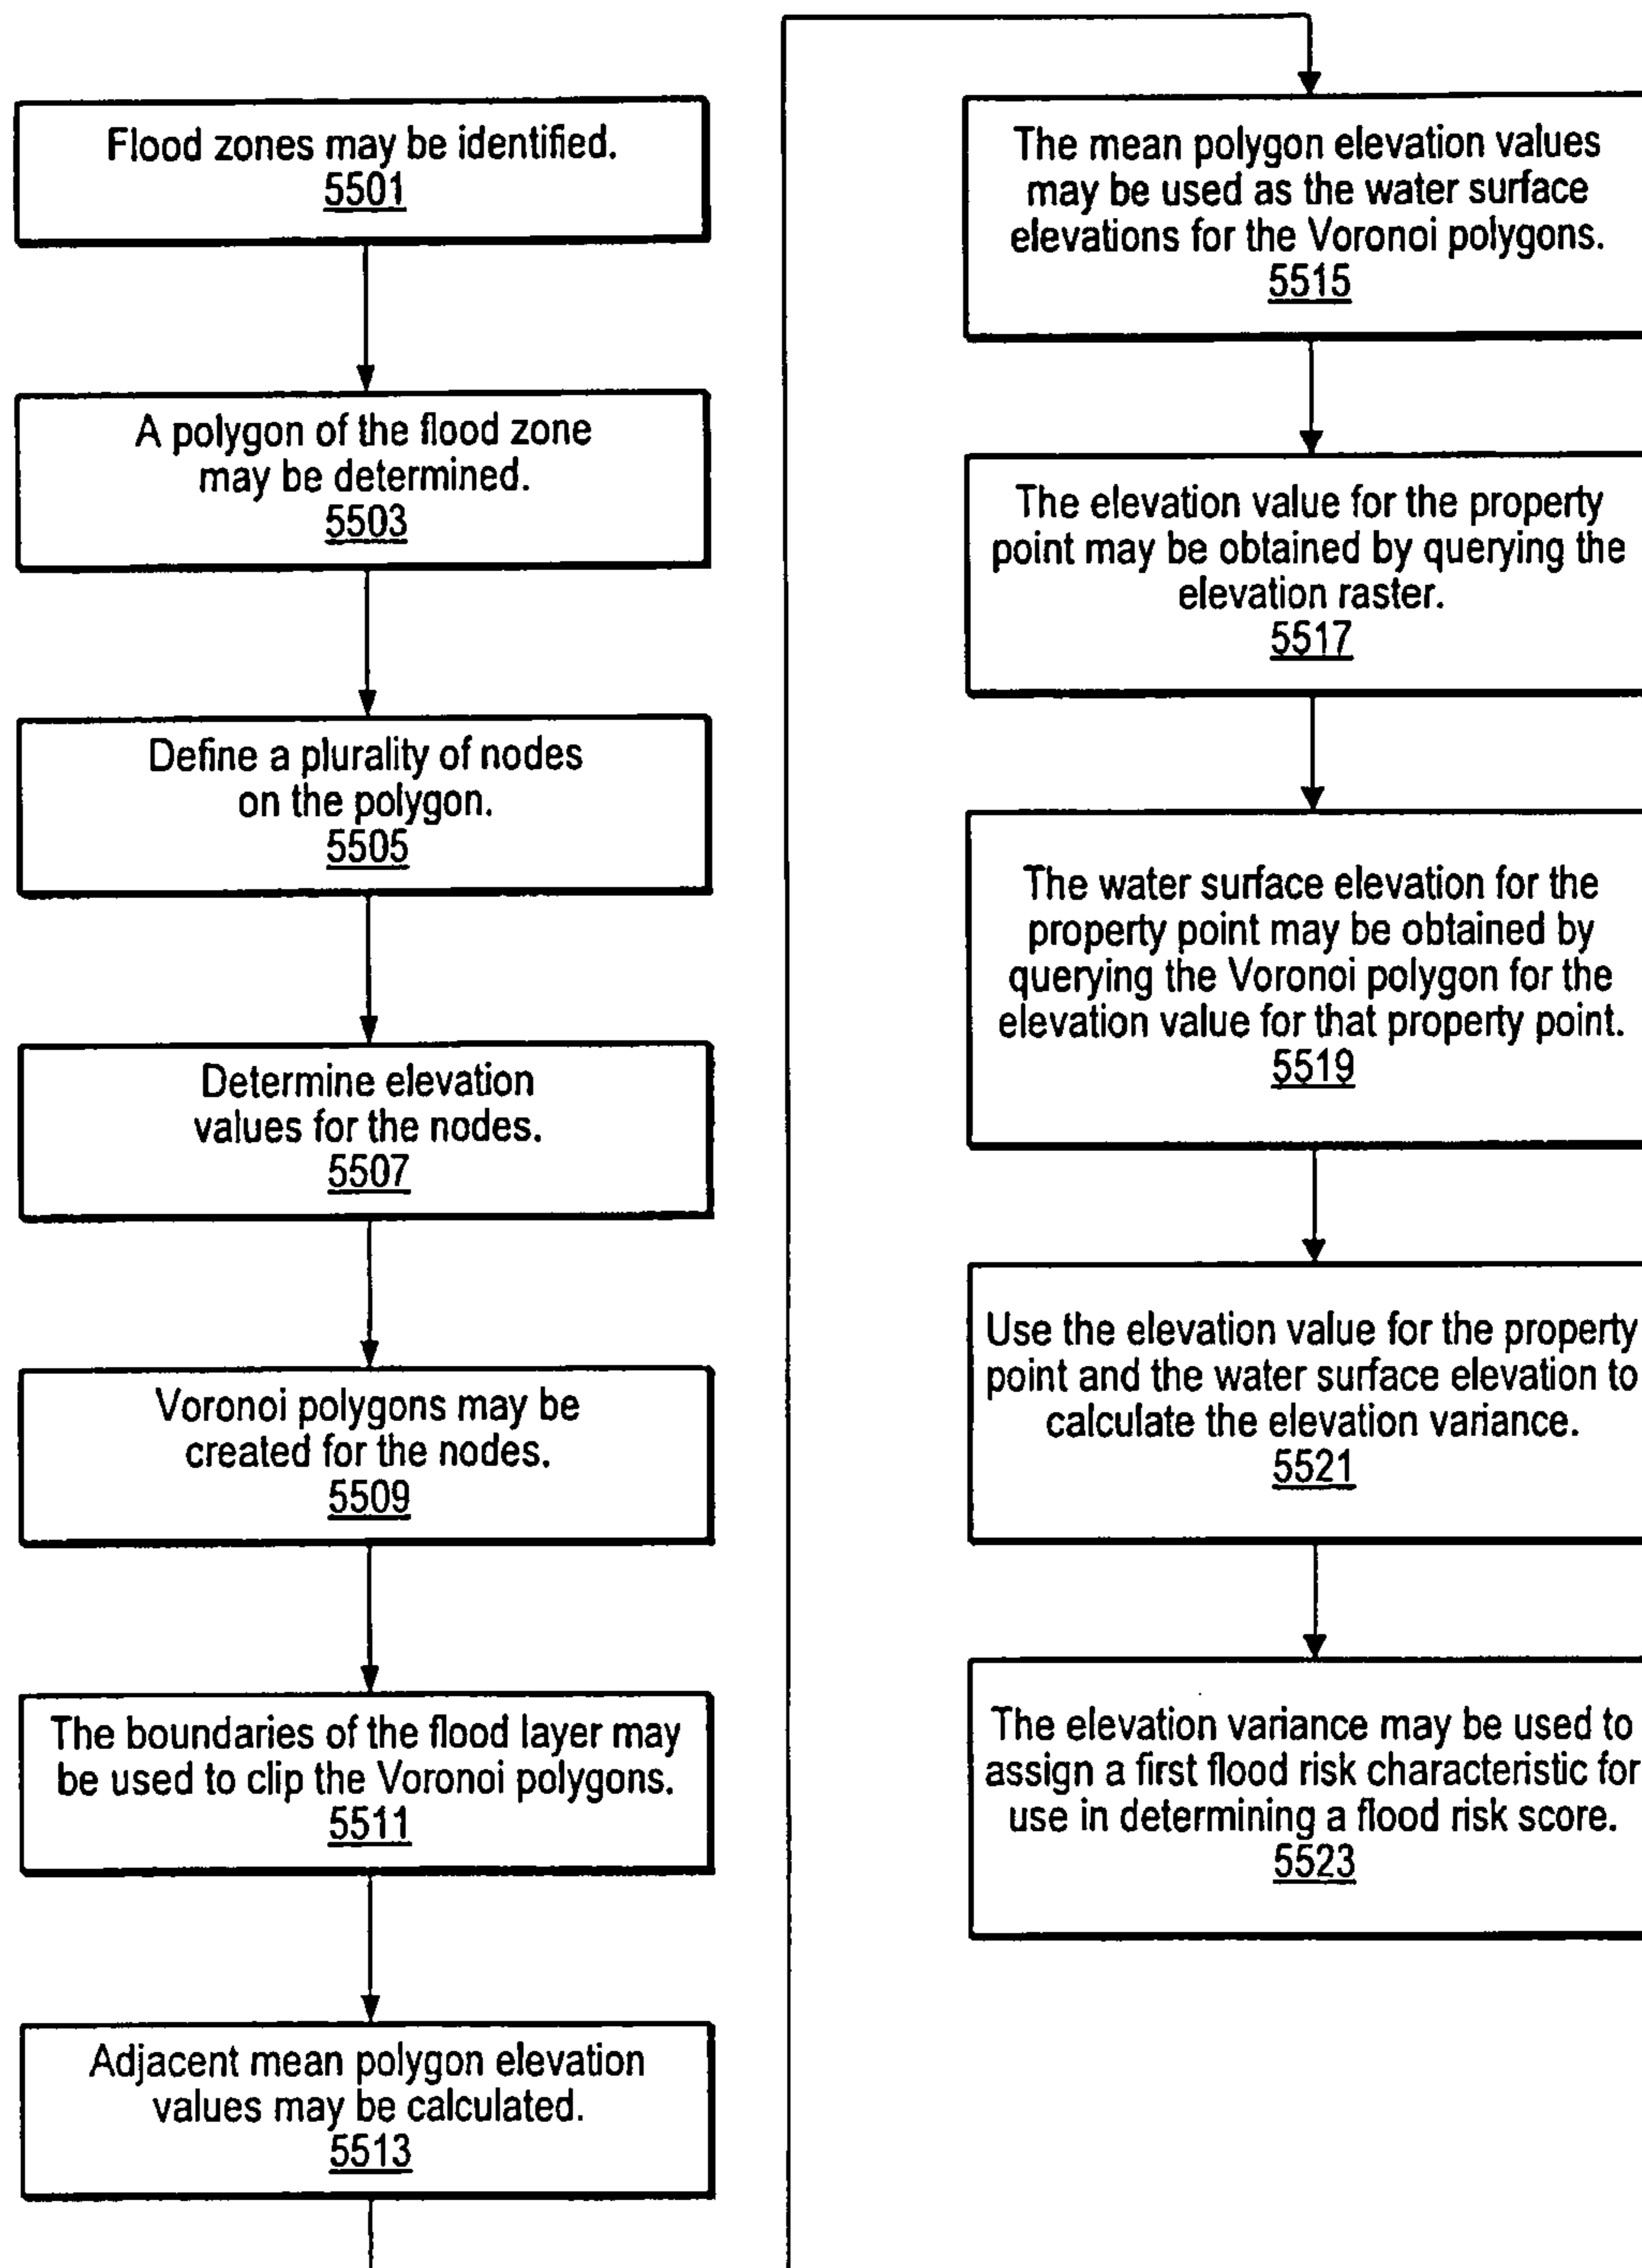 Flood zones may be identified.
5501
A polygon of the flood zone
may be determined.
5503
Define a plurality of nodes
on the polygon.
5505
Determine elevation
values for the nodes.
5507
Voronoi polygons may be
created for the nodes.
5509
The boundaries of the flood layer may
be used to clip the Voronoi polygons.
5511
Adjacent mean polygon elevation
values may be calculated.
5513
The mean polygon elevation values
may be used as the water surface
elevations for the Voronoi polygons.
5515
The elevation value for the property
point may be obtained by querying the
elevation raster.
5517
The water surface elevation for the
property point may be obtained by
querying the Voronoi polygon for the
elevation value for that property point.
5519
Use the elevation value for the property
point and the water surface elevation to
calculate the elevation variance.
5521
The elevation variance may be used to
assign a first flood risk characteristic for
use in determining a flood risk score.
5523